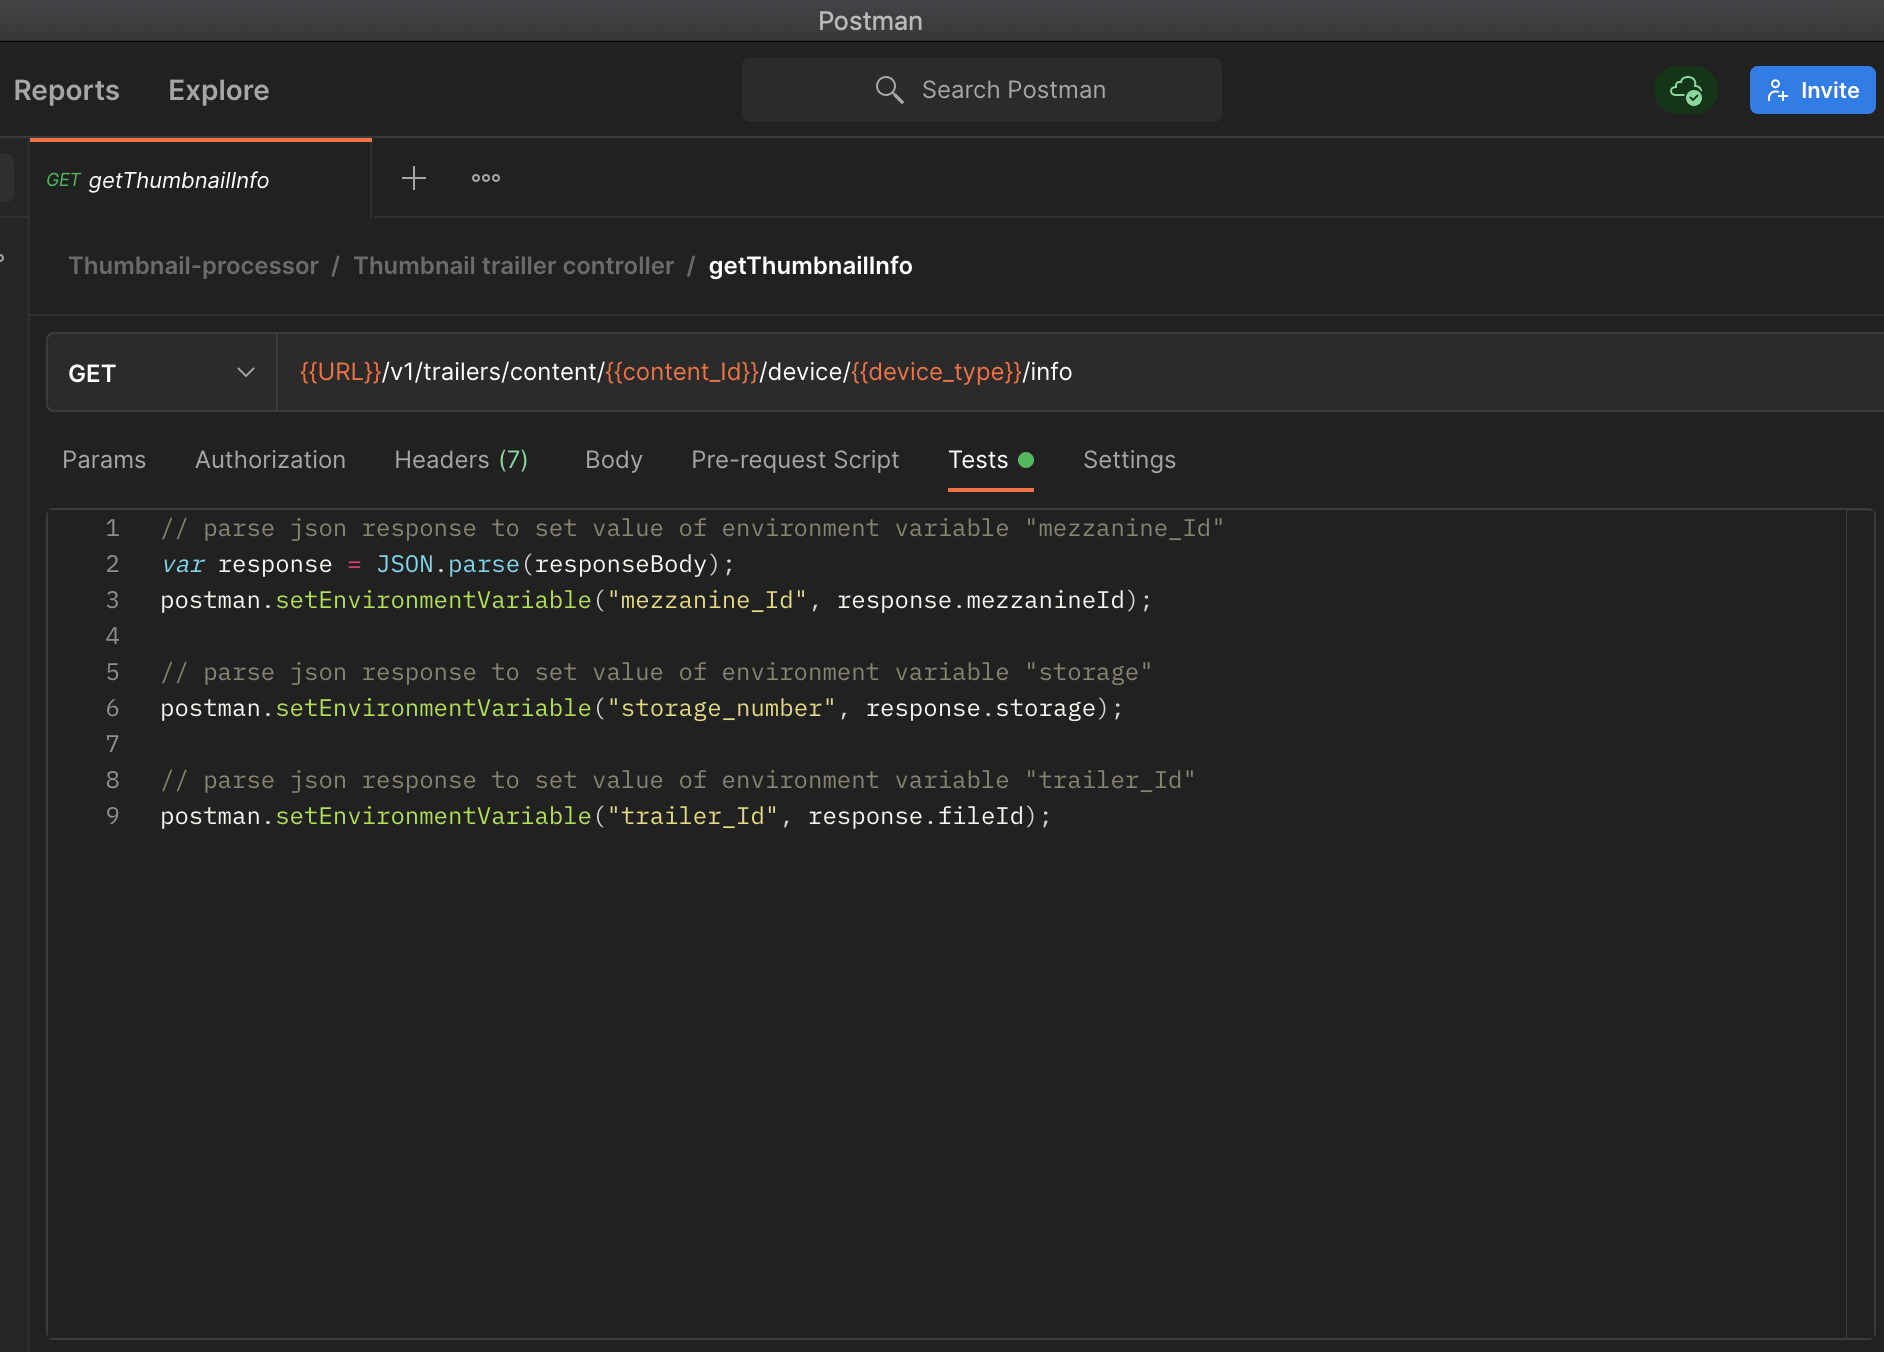 Postman
Reports Explore Search Postman Invite
GET getThumbnailInfo
Thumbnail-processor / Thumbnail trailler controller / getThumbnailInfo
GET {{URL}}/v1/trailers/content/{{content_Id}}/device/{{device_type}}/info
Params Authorization Headers (7) Body Pre-request Script Tests Settings
1 // parse json response to set value of environment variable "mezzanine_Id"
2 var response = JSON.parse(responseBody);
3 postman.setEnvironmentVariable("mezzanine_Id", response.mezzanineId);
4
5 // parse json response to set value of environment variable "storage"
6 postman.setEnvironmentVariable("storage_number", response.storage);
7
8 // parse json response to set value of environment variable "trailer_Id"
9 postman.setEnvironmentVariable("trailer_Id", response.fileId);